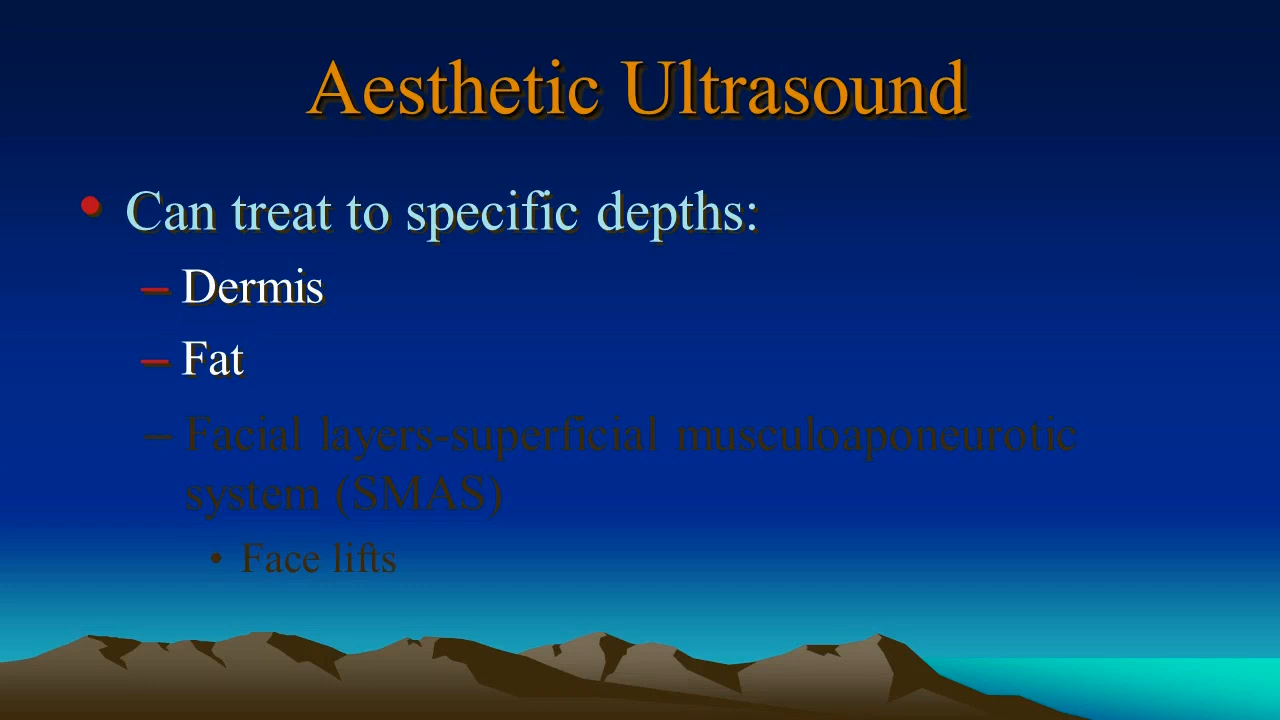 Aesthetic Ultrasound
• Can treat to specific depths:
– Dermis
– Fat
– Facial layers-superficial musculoaponeurotic
system (SMAS)
• Face lifts